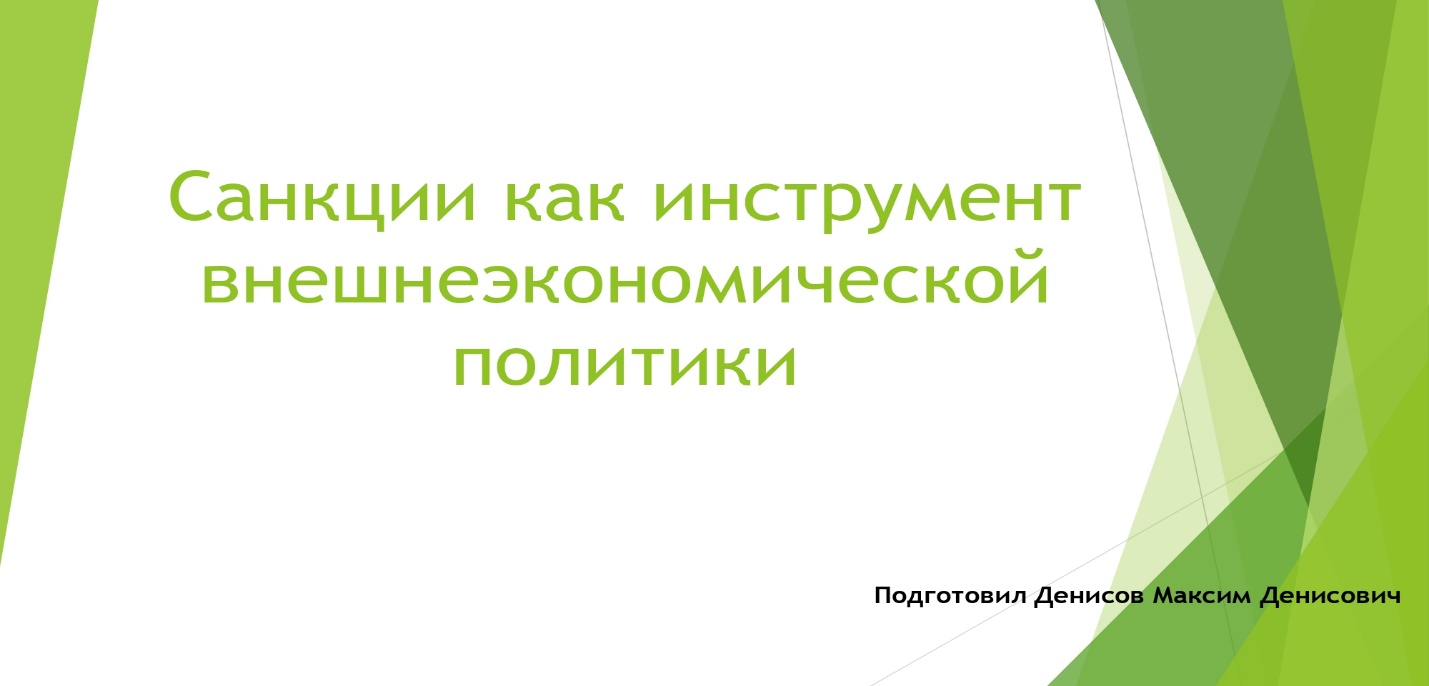 Санкции как инструмент
внешнеэкономической
политики
Подготовил Денисов Максим Денисович